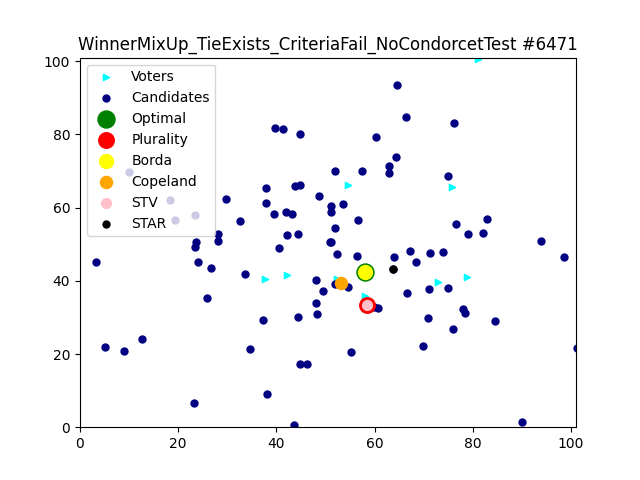 WinnerMixUp_TieExists_CriteriaFail_NoCondorcetTest #6471
100
80
60
40
20
0
0 20 40 60 80 100
Voters
Candidates
Optimal
Plurality
Borda
Copeland
STV
STAR